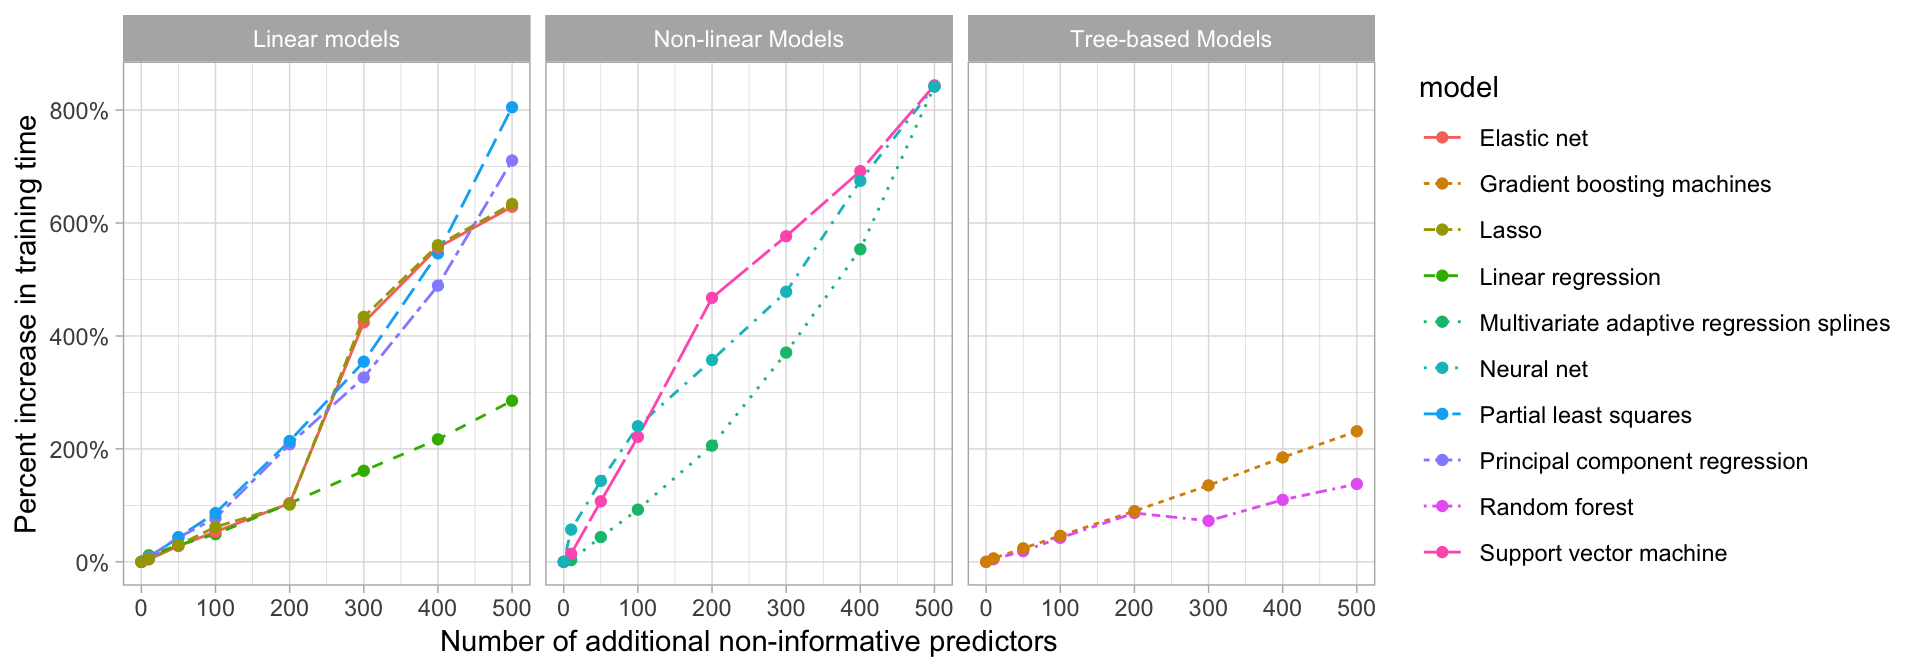 Linear models
Non-linear Models
Tree-based Models
Percent increase in training time
800%
600%
400%
200%
0%
0 100 200 300 400 500
0 100 200 300 400 500
0 100 200 300 400 500
Number of additional non-informative predictors
model
Elastic net
Gradient boosting machines
Lasso
Linear regression
Multivariate adaptive regression splines
Neural net
Partial least squares
Principal component regression
Random forest
Support vector machine